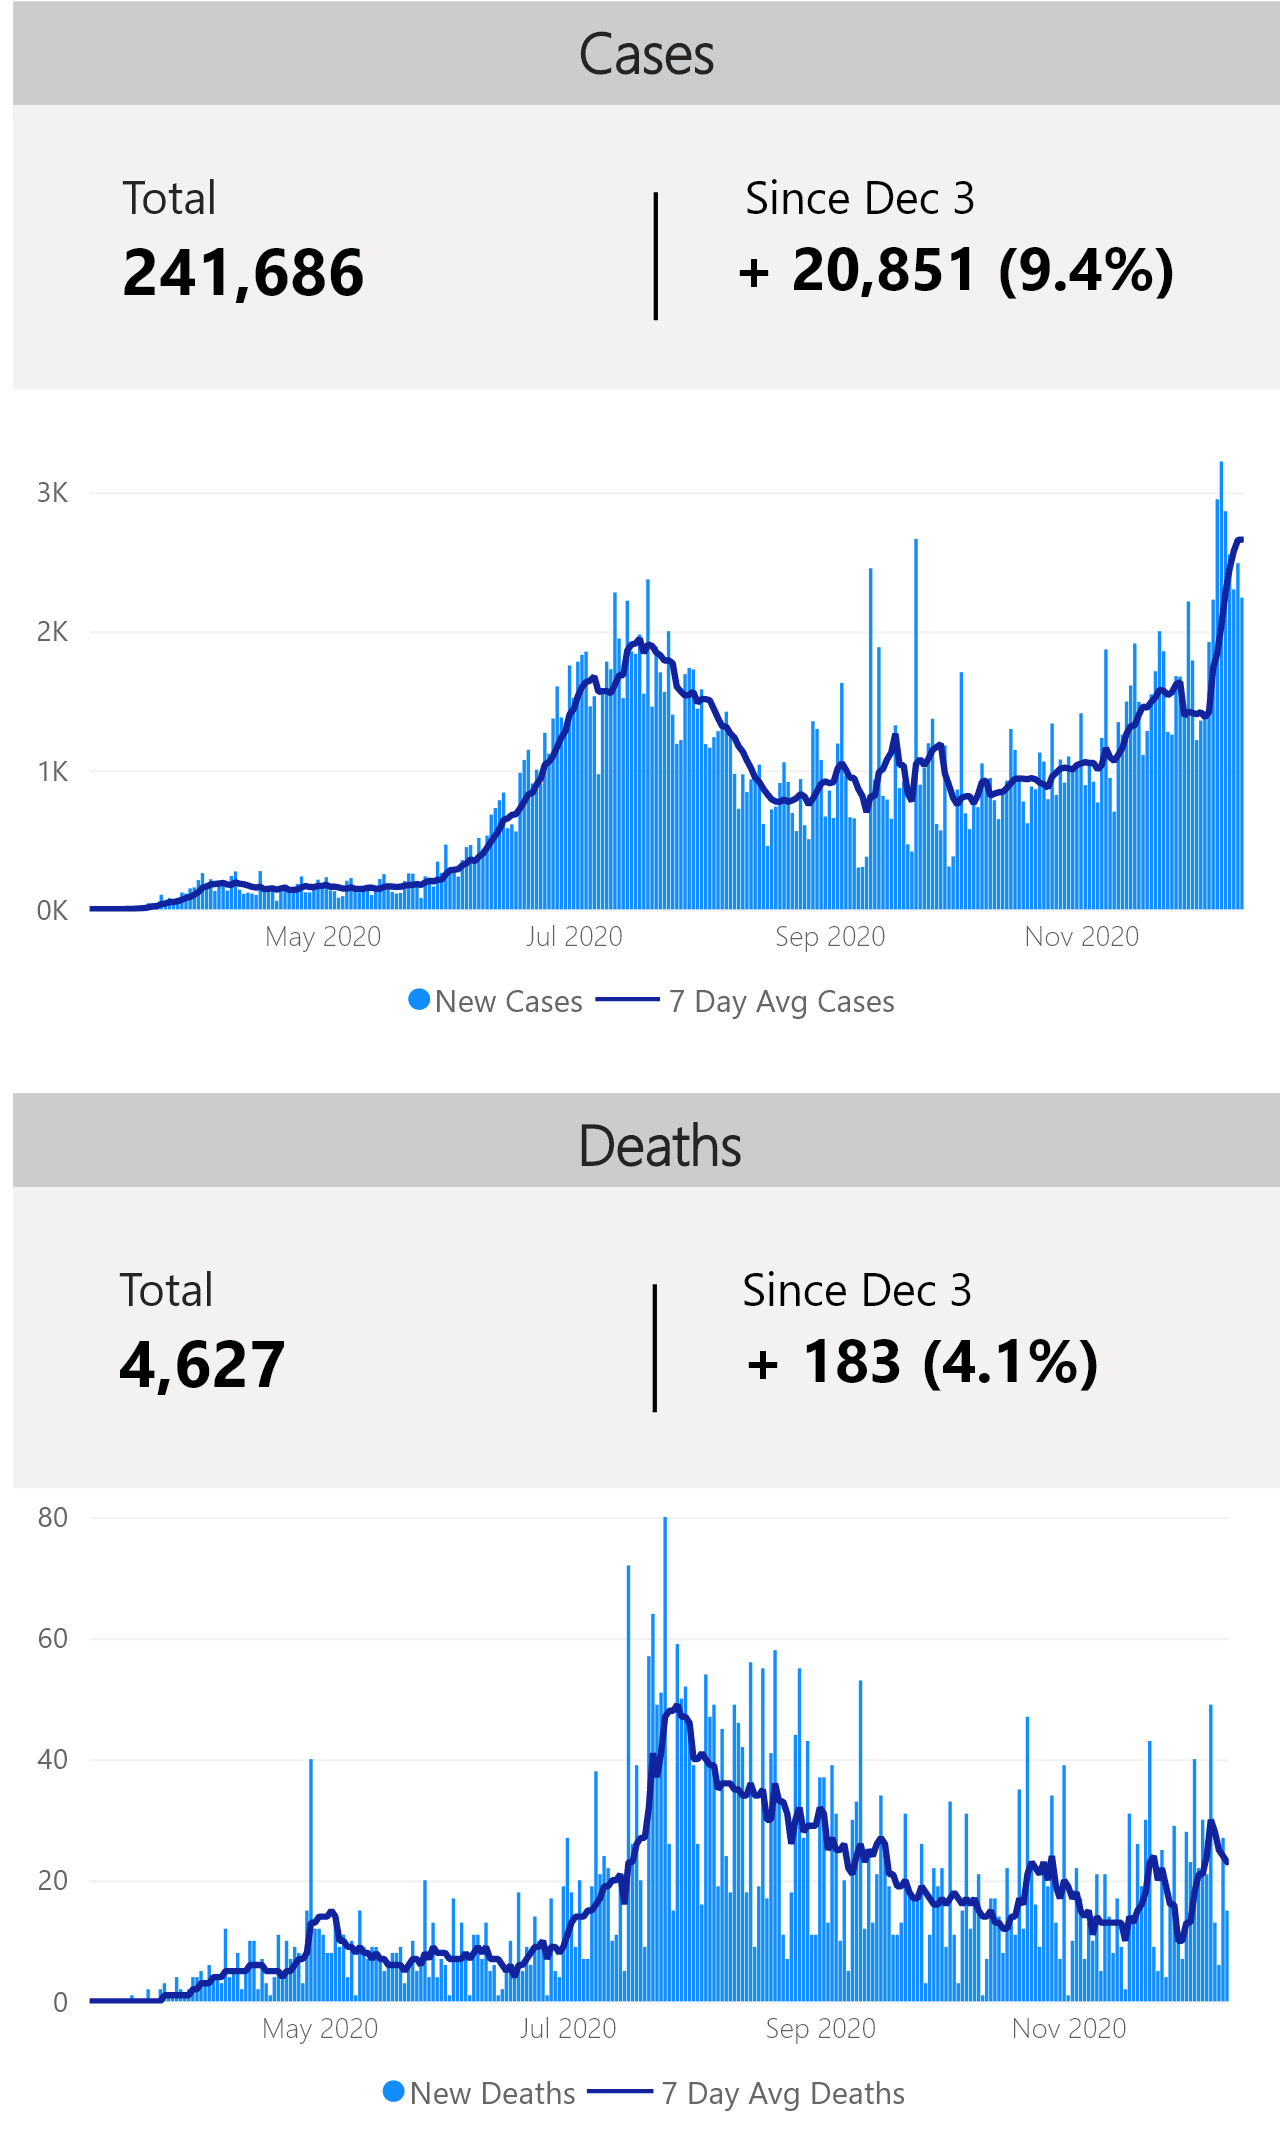 Cases
Total
Since Dec 3
241,686
+ 20,851 (9.4%)
3K
2K
1K
0K
May 2020
Jul 2020
Sep 2020
Nov 2020
New Cases
7 Day Avg Cases
Deaths
Total
Since Dec 3
4,627
+ 183 (4.1%)
80
60
40
20
0
May 2020
Jul 2020
Sep 2020
Nov 2020
New Deaths
7 Day Avg Deaths